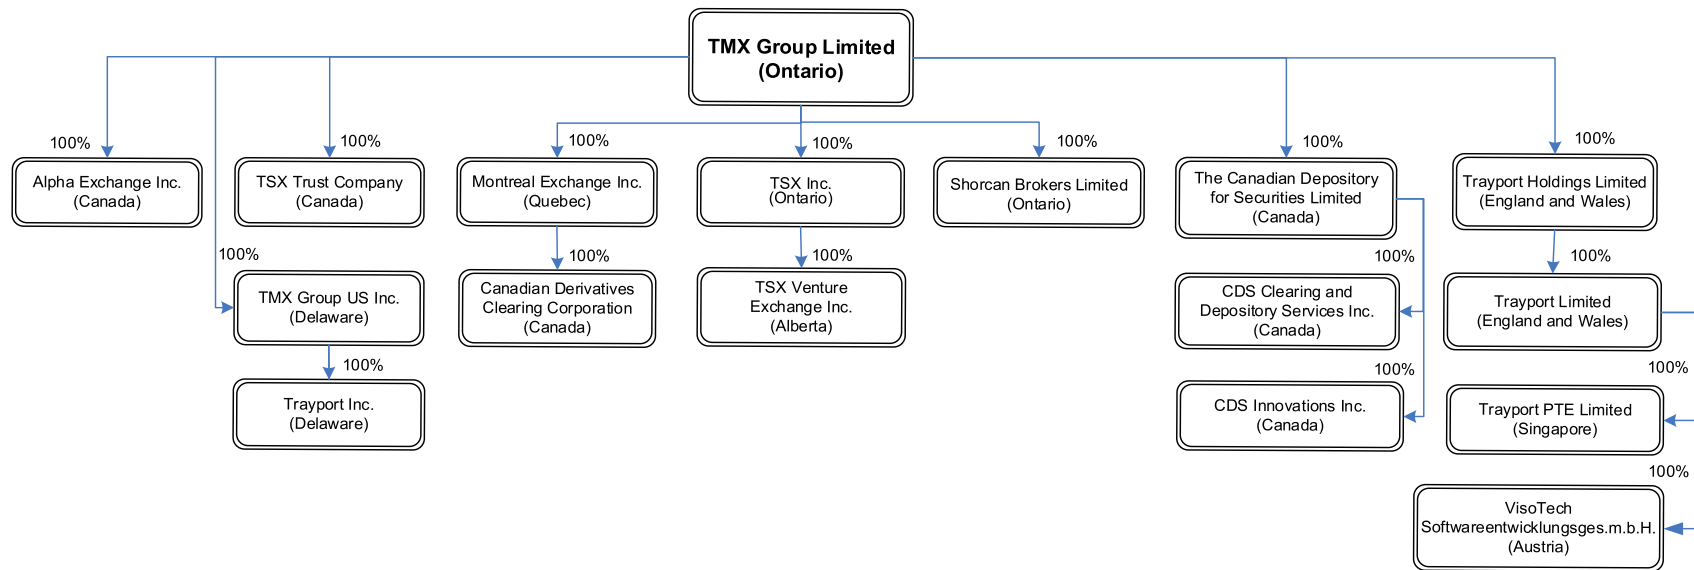 TMX Group Limited
(Ontario)
100%
Alpha Exchange Inc.
(Canada)
100%
TSX Trust Company
(Canada)
100%
Montreal Exchange Inc.
(Quebec)
100%
TSX Inc.
(Ontario)
100%
Shorcan Brokers Limited
(Ontario)
100%
The Canadian Depository
for Securities Limited
(Canada)
100%
Trayport Holdings Limited
(England and Wales)
100%
TMX Group US Inc.
(Delaware)
100%
Canadian Derivatives
Clearing Corporation
(Canada)
100%
TSX Venture
Exchange Inc.
(Alberta)
100%
CDS Clearing and
Depository Services Inc.
(Canada)
100%
Trayport Limited
(England and Wales)
100%
Trayport Inc.
(Delaware)
100%
CDS Innovations Inc.
(Canada)
100%
Trayport PTE Limited
(Singapore)
100%
VisoTech
Softwareentwicklungsges.m.b.H.
(Austria)